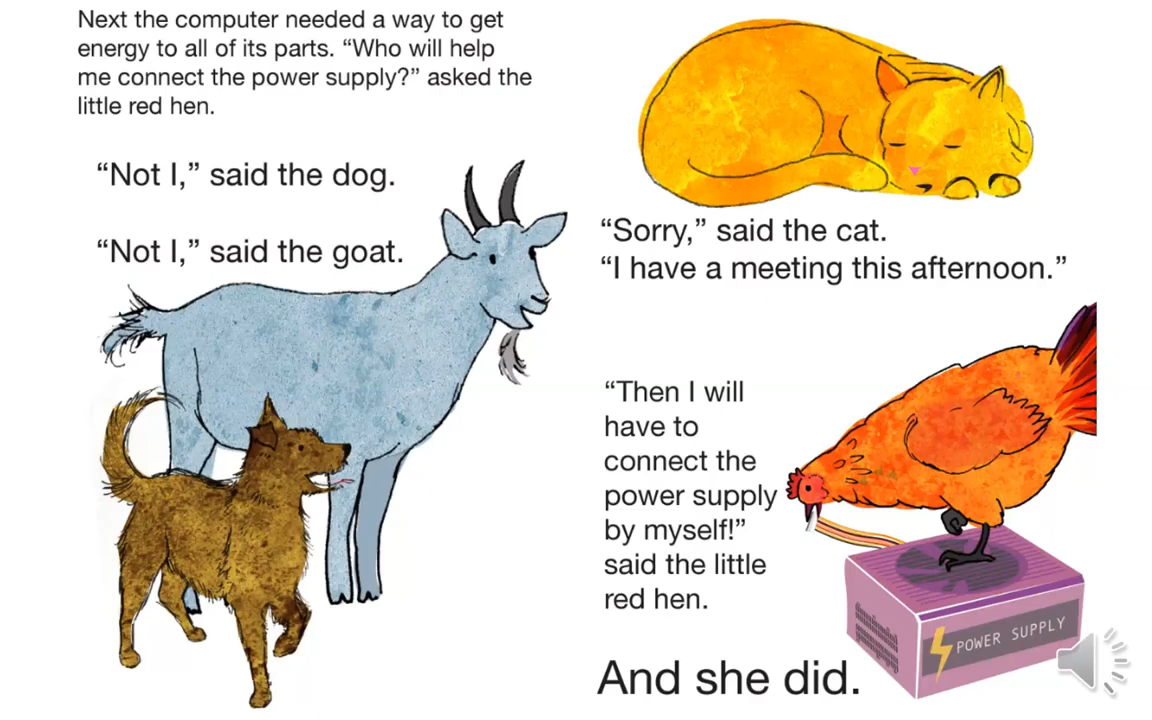 Next the computer needed a way to get
energy to all of its parts. “Who will help
me connect the power supply?” asked the
little red hen.
“Not I,” said the dog.
“Not I,” said the goat.
“Sorry,” said the cat.
“I have a meeting this afternoon.”
“Then I will
have to
connect the
power supply
by myself!”
said the little
red hen.
POWER SUPPLY
And she did.